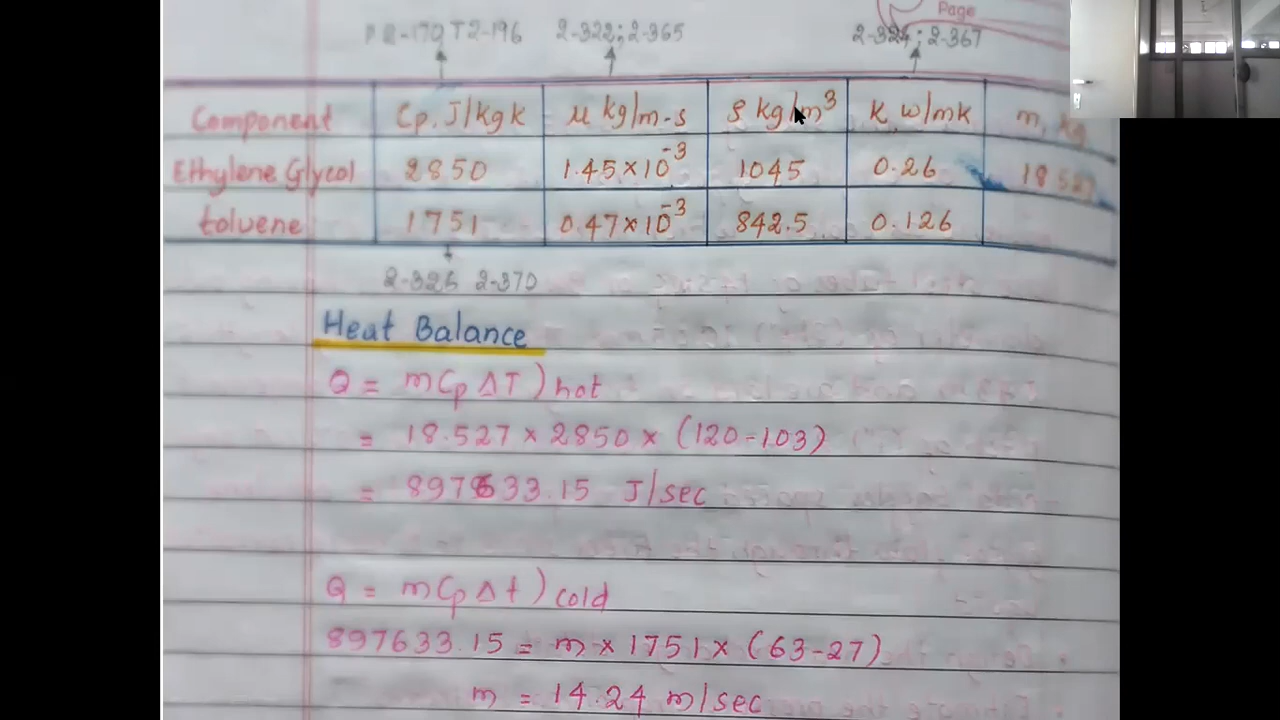 Page
P 2-170 T2-196 2-322; 2-365 2-324; 2-367
Component Cp, J/kgk μ kg/m-s ρ kg/m³ K, w/mk m, kg
Ethylene Glycol 2850 1.45×10⁻³ 1045 0.26 18.527
toluene 1751 0.47×10⁻³ 842.5 0.126
2-325 2-370
Heat Balance
Q = mCpΔT) hot
= 18.527 × 2850 × (120-103)
= 897633.15 J/sec
Q = mCpΔt) cold
897633.15 = m × 1751 × (63-27)
m = 14.24 m/sec